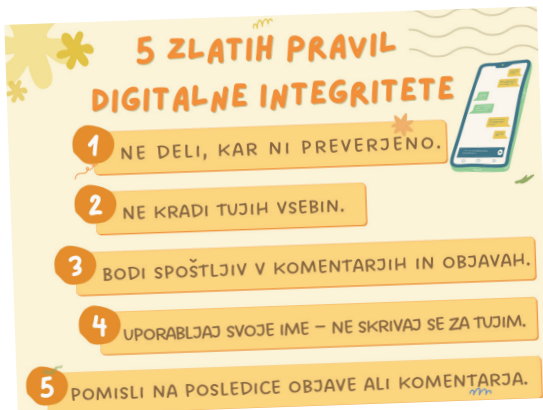 5 ZLATIH PRAVIL
DIGITALNE INTEGRITETE
1 NE DELI, KAR NI PREVERJENO.
2 NE KRADI TUJIH VSEBIN.
3 BODI SPOŠTLJIV V KOMENTARJIH IN OBJAVAH.
4 UPORABLJAJ SVOJE IME – NE SKRIVAJ SE ZA TUJIM.
5 POMISLI NA POSLEDICE OBJAVE ALI KOMENTARJA.